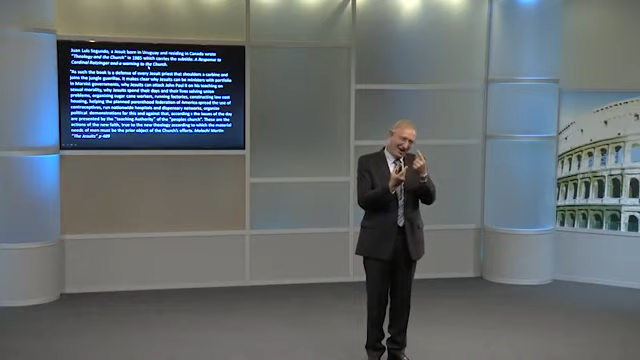 Juan Luis Segundo, a Jesuit born in Uruguay and residing in Canada wrote
"Theology and the Church" in 1985 which carries the subtitle: A Response to
Cardinal Ratzinger and a warning to the Church.
"As such the book is a defense of every Jesuit priest that shoulders a carbine and
joins the jungle guerillas. It makes clear why Jesuits can be ministers with portfolio
in Marxist governments, why Jesuits can attack John Paul II on his teaching on
sexual morality, why Jesuits spend their days and their lives solving urban
problems, organizing sugar cane workers, running factories, constructing low cost
housing, helping the planned parenthood federation of America spread the use of
contraceptives, run nationwide hospitals or dispensary networks, organize
political demonstrations for this and against that, according to the issues of the day
are presented by the "teaching Authority" of the "peoples church". These are the
actions of the new faith, true to the new theology according to which the material
needs of men must be the prior object of the Church's efforts. Malachi Martin
"The Jesuits" p 489